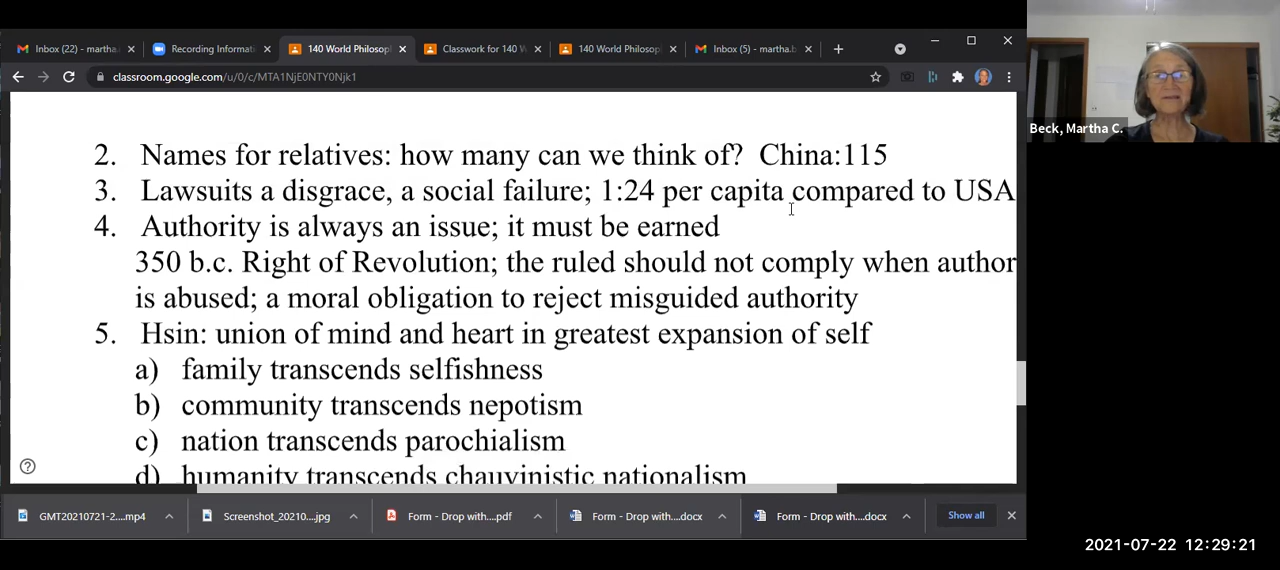 Inbox (22) - martha.
Recording Informati
140 World Philosop
Classwork for 140 W
140 World Philosop
Inbox (5) - martha.b
classroom.google.com/u/0/c/MTA1NjE0NTY0Njk1
Beck, Martha C.
2. Names for relatives: how many can we think of? China:115
3. Lawsuits a disgrace, a social failure; 1:24 per capita compared to USA
4. Authority is always an issue; it must be earned
350 b.c. Right of Revolution; the ruled should not comply when author
is abused; a moral obligation to reject misguided authority
5. Hsin: union of mind and heart in greatest expansion of self
a) family transcends selfishness
b) community transcends nepotism
c) nation transcends parochialism
d) humanity transcends chauvinistic nationalism
GMT20210721-2....mp4
Screenshot_20210....jpg
Form - Drop with....pdf
Form - Drop with....docx
Form - Drop with....docx
Show all
2021-07-22 12:29:21